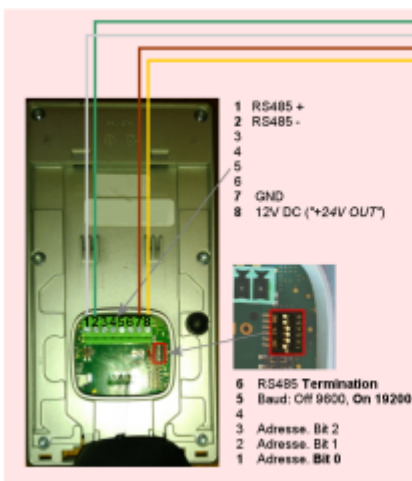 1 RS485 +
2 RS485 -
3
4
5
6
7 GND
8 12V DC ("+24V OUT")
12345678
6 RS485 Termination
5 Baud: Off 9600, On 19200
4
3 Adresse. Bit 2
2 Adresse. Bit 1
1 Adresse. Bit 0